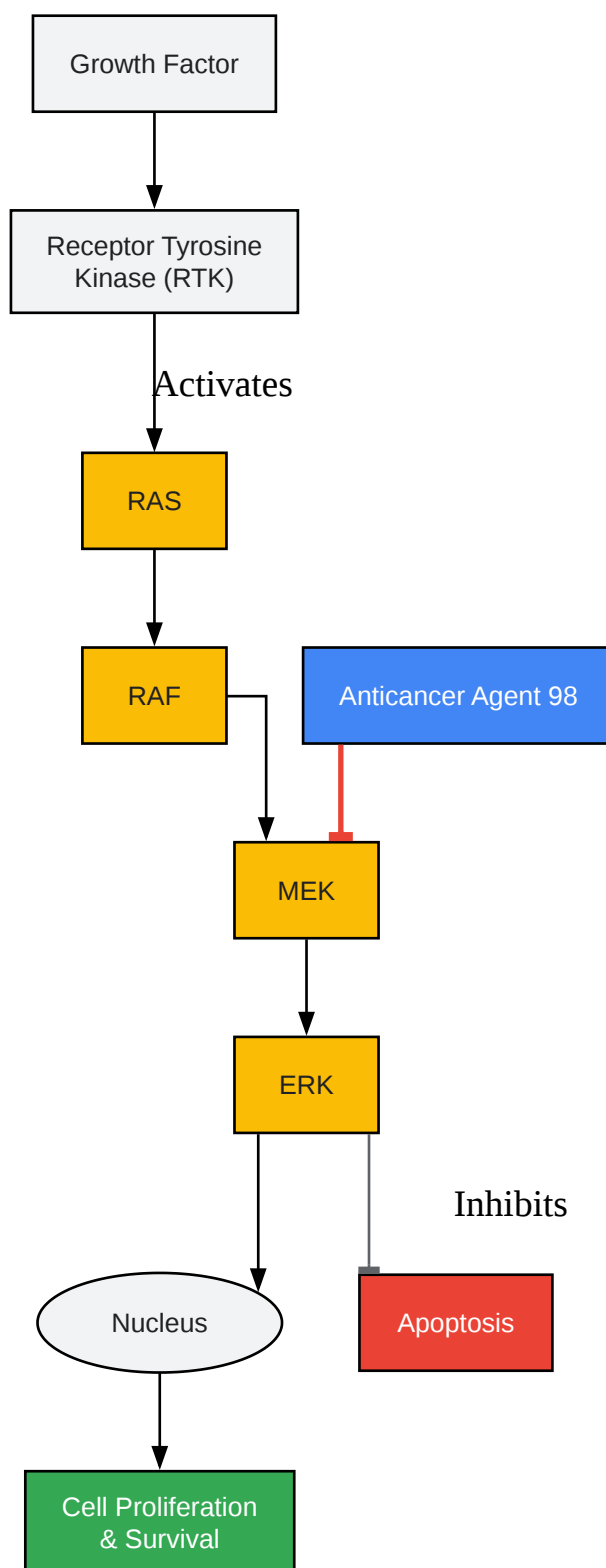 Growth Factor
Receptor Tyrosine
Kinase (RTK)
Activates
RAS
RAF
Anticancer Agent 98
MEK
ERK
Inhibits
Nucleus
Apoptosis
Cell Proliferation
& Survival